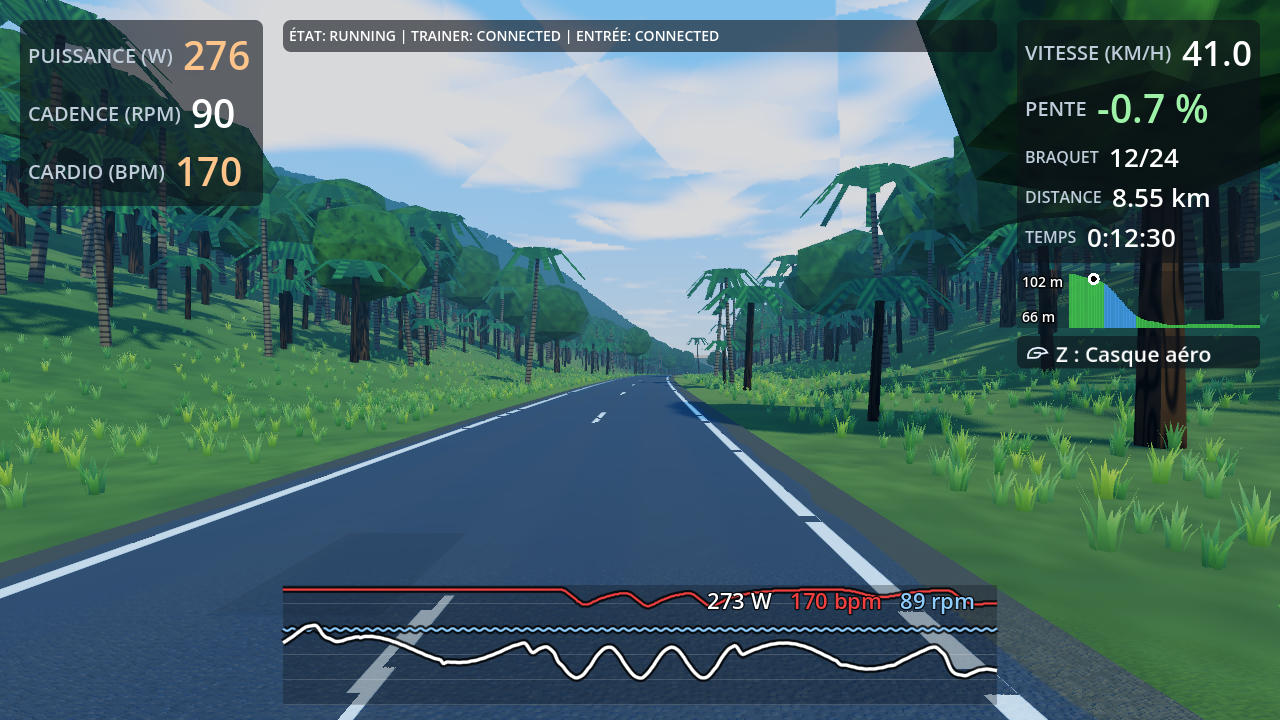 PUISSANCE (W) 276
CADENCE (RPM) 90
CARDIO (BPM) 170
ÉTAT: RUNNING | TRAINER: CONNECTED | ENTRÉE: CONNECTED
VITESSE (KM/H) 41.0
PENTE -0.7 %
BRAQUET 12/24
DISTANCE 8.55 km
TEMPS 0:12:30
102 m
66 m
Z : Casque aéro
273 W 170 bpm 89 rpm